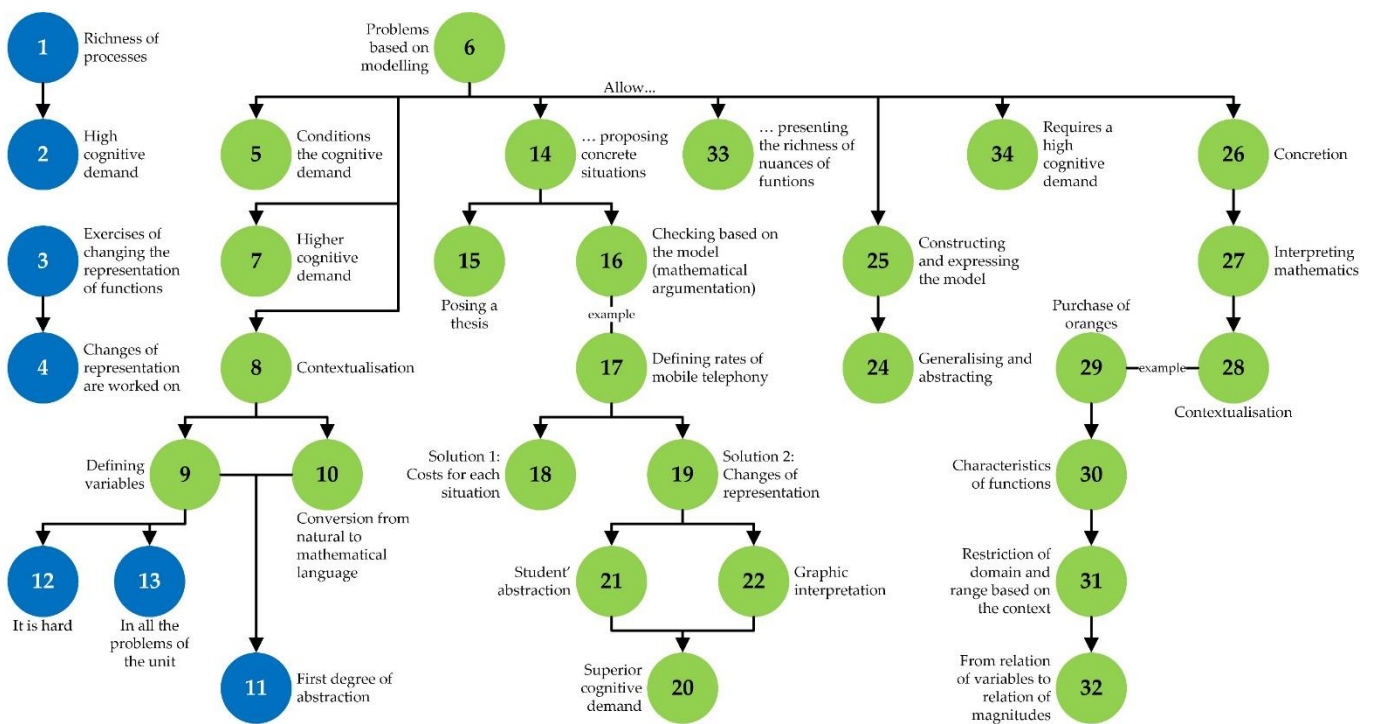 1
Richness of
processes
Problems
based on
modelling
6
Allow...
2
High
cognitive
demand
5
Conditions
the cognitive
demand
14
... proposing
concrete
situations
33
... presenting
the richness of
nuances of
funtions
34
Requires a
high
cognitive
demand
26
Concretion
3
Exercises of
changing the
representation
of functions
7
Higher
cognitive
demand
15
Posing a
thesis
16
Checking based on
the model
(mathematical
argumentation)
25
Constructing
and expressing
the model
27
Interpreting
mathematics
example
4
Changes of
representation
are worked on
8
Contextualisation
17
Defining rates of
mobile telephony
24
Generalising and
abstracting
Purchase of
oranges
29
example
28
Contextualisation
Defining
variables
9
10
Conversion from
natural to
mathematical
language
Solution 1:
Costs for each
situation
18
19
Solution 2:
Changes of
representation
Characteristics
of functions
30
12
It is hard
13
In all the
problems of
the unit
Student'
abstraction
21
22
Graphic
interpretation
Restriction of
domain and
range based on
the context
31
11
First degree of
abstraction
Superior
cognitive
demand
20
From relation
of variables to
relation of
magnitudes
32